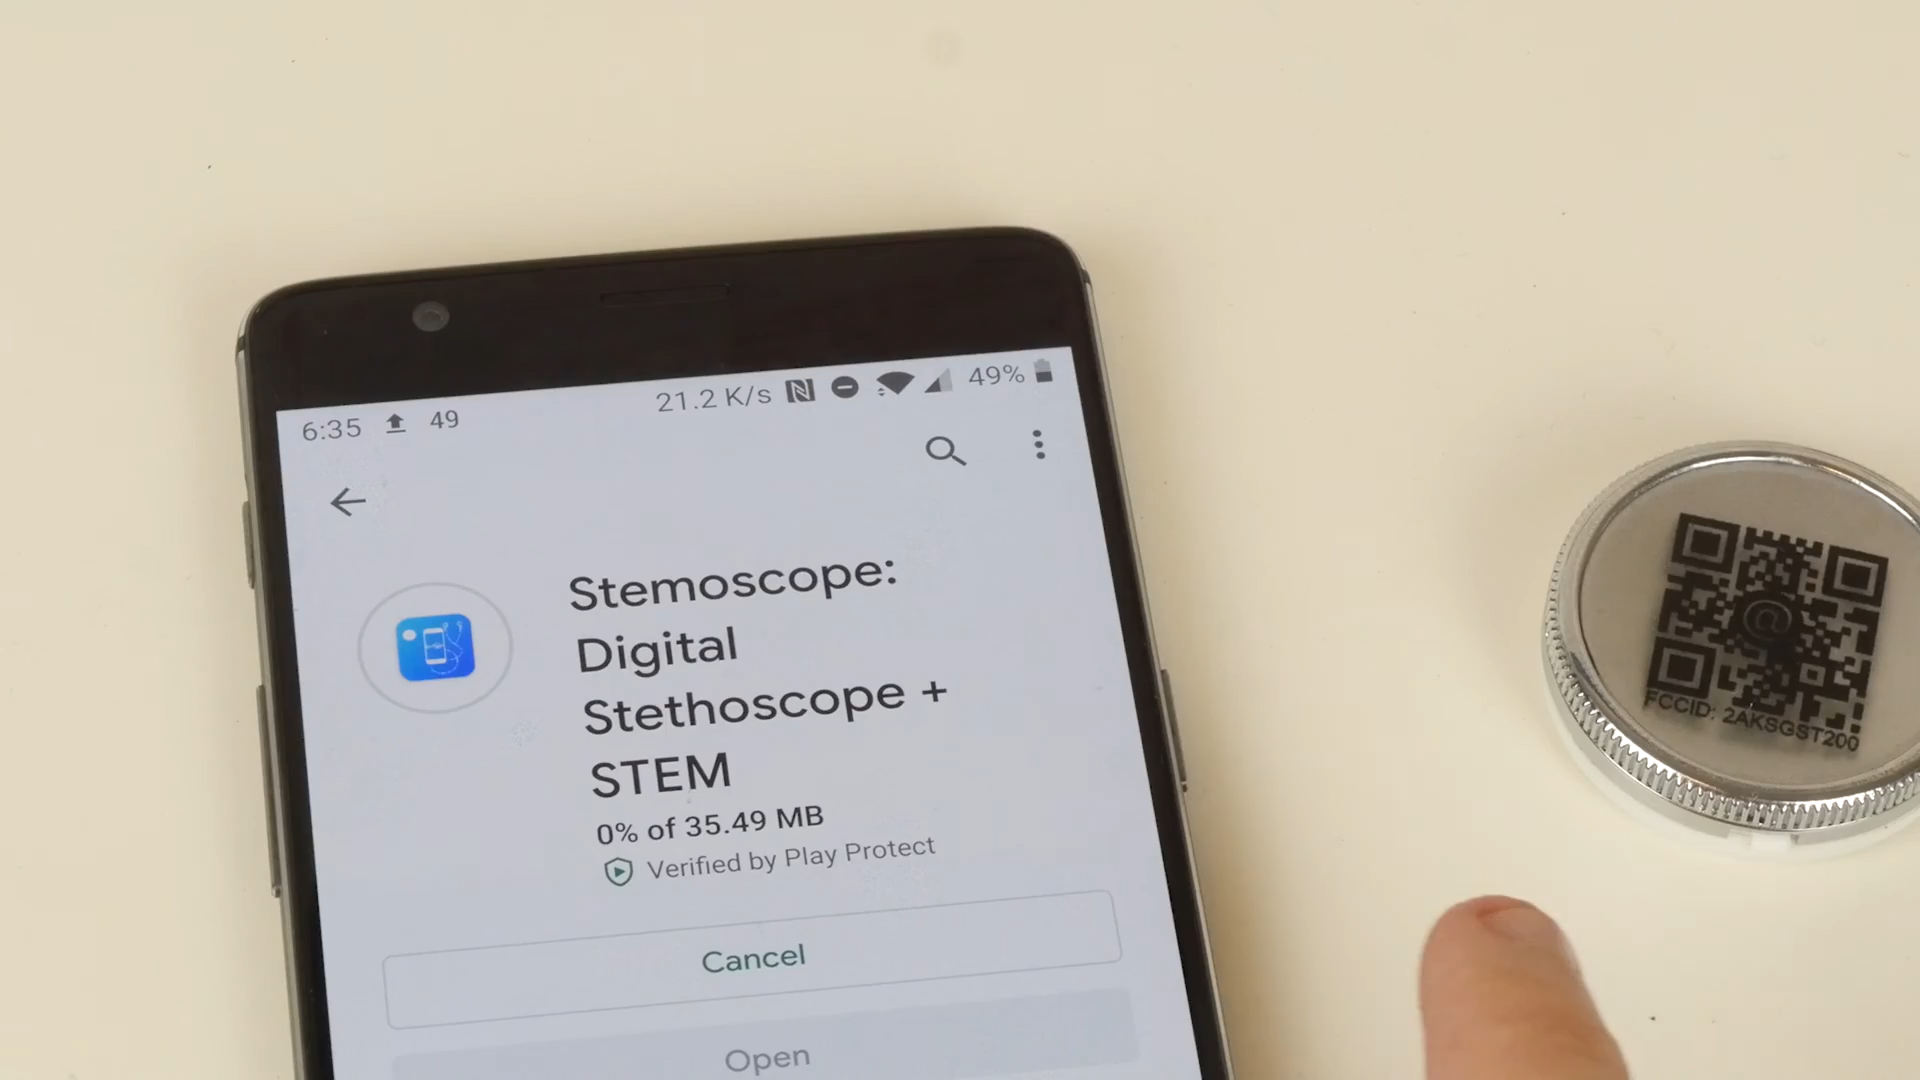 6:35 49 21.2 K/s 49%
Stemoscope:
Digital
Stethoscope +
STEM
0% of 35.49 MB
Verified by Play Protect
Cancel
Open
@
FCCID: 2AKSGST200